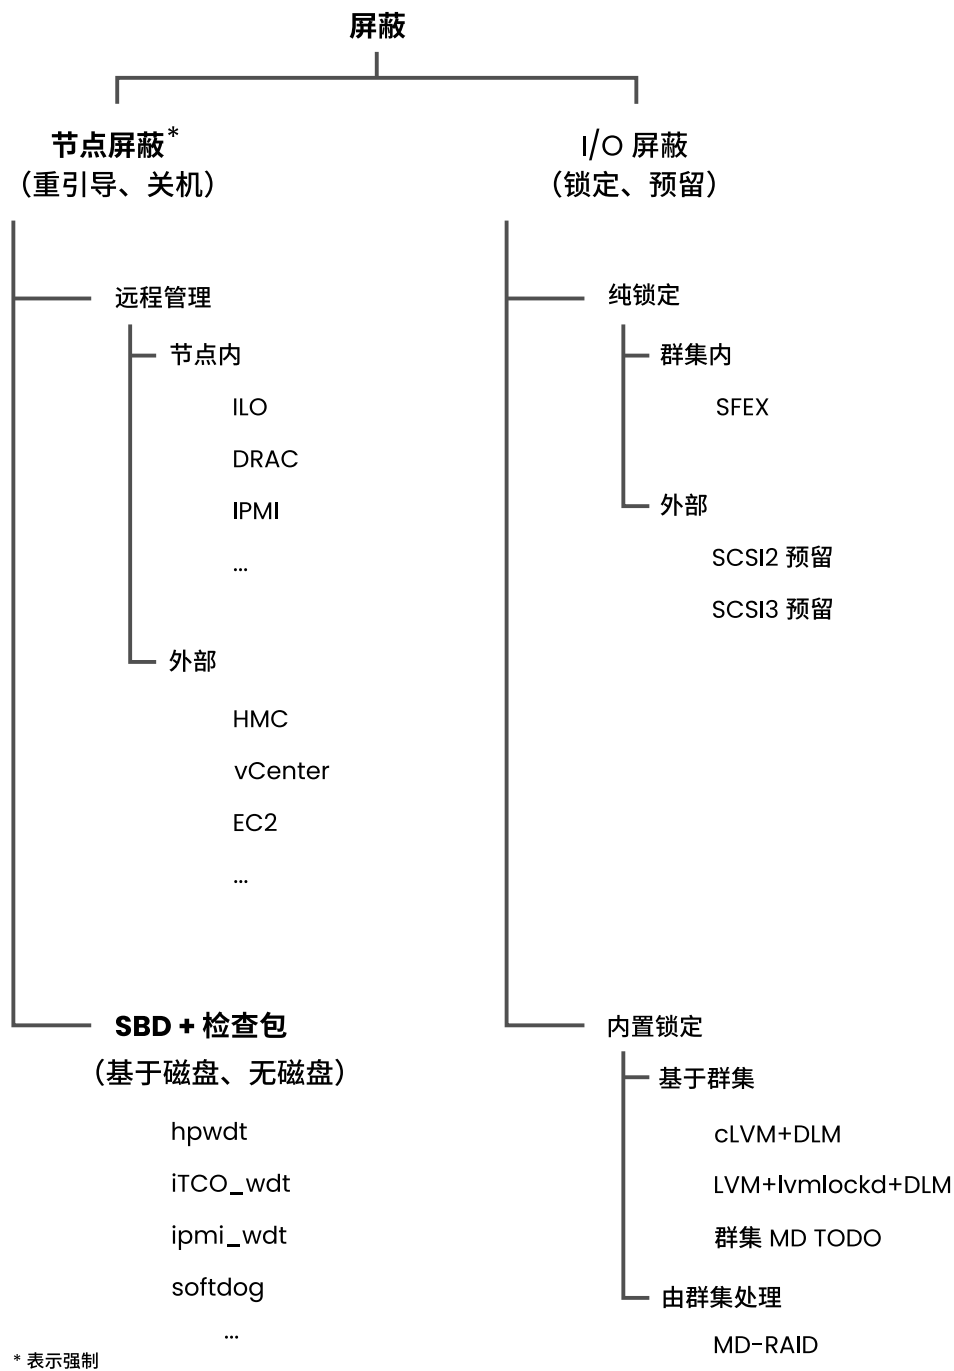 屏蔽
节点屏蔽*
（重引导、关机）
远程管理
节点内
ILO
DRAC
IPMI
...
外部
HMC
vCenter
EC2
...
SBD + 检查包
（基于磁盘、无磁盘）
hpwdt
iTCO_wdt
ipmi_wdt
softdog
...
I/O 屏蔽
（锁定、预留）
纯锁定
群集内
SFEX
外部
SCSI2 预留
SCSI3 预留
内置锁定
基于群集
cLVM+DLM
LVM+lvmlockd+DLM
群集 MD TODO
由群集处理
MD-RAID
* 表示强制